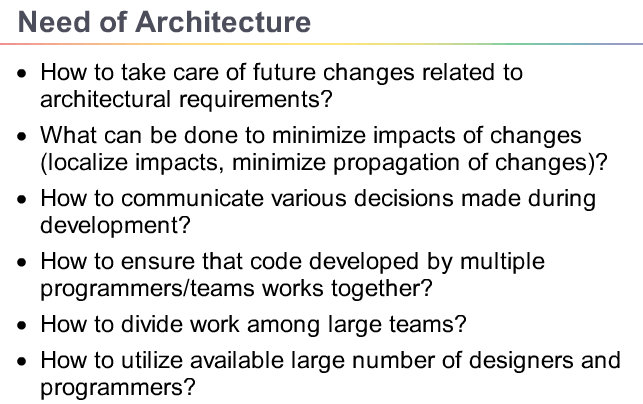 Need of Architecture
• How to take care of future changes related to
architectural requirements?
• What can be done to minimize impacts of changes
(localize impacts, minimize propagation of changes)?
• How to communicate various decisions made during
development?
• How to ensure that code developed by multiple
programmers/teams works together?
• How to divide work among large teams?
• How to utilize available large number of designers and
programmers?